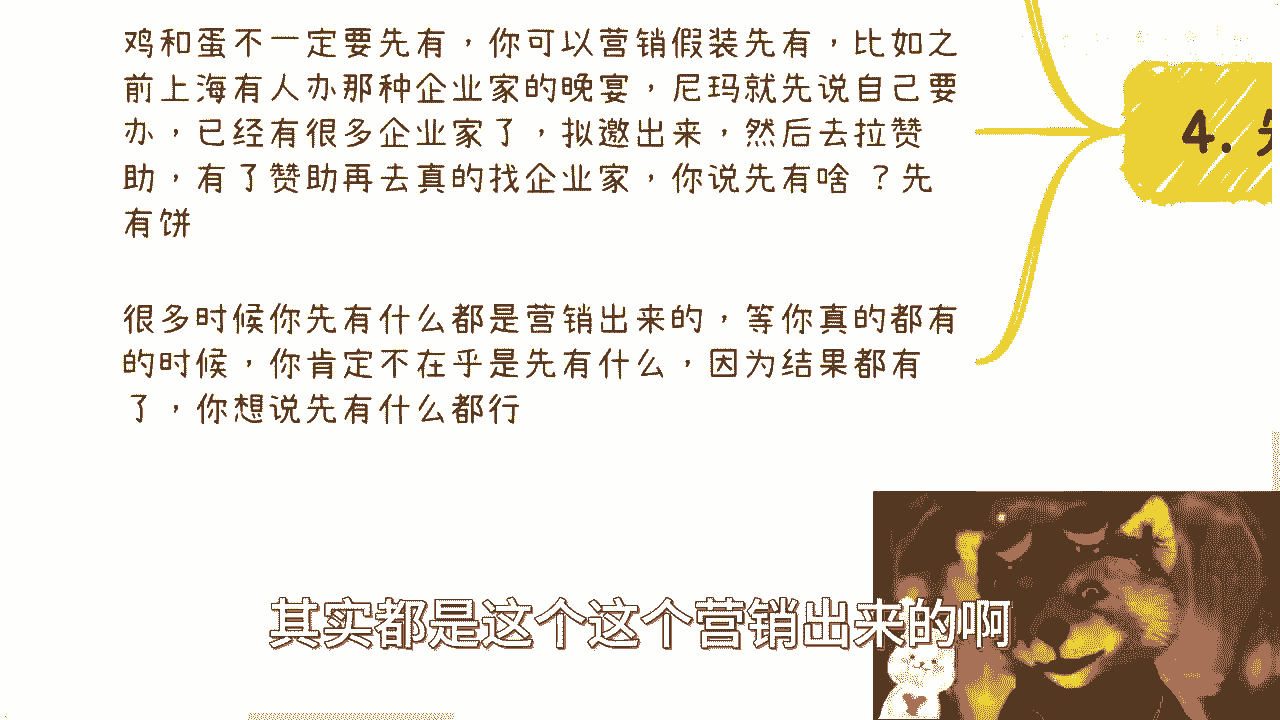 鸡和蛋不一定要先有，你可以营销假装先有，比如之
前上海有人办那种企业家的晚宴，尼玛就先说自己要
办，已经有很多企业家了，拟邀出来，然后去拉赞
助，有了赞助再去真的找企业家，你说先有啥 ？先
有饼
很多时候你先有什么都是营销出来的，等你真的都有
的时候，你肯定不在乎是先有什么，因为结果都有
了，你想说先有什么都行
4.
其实都是这个这个营销出来的啊